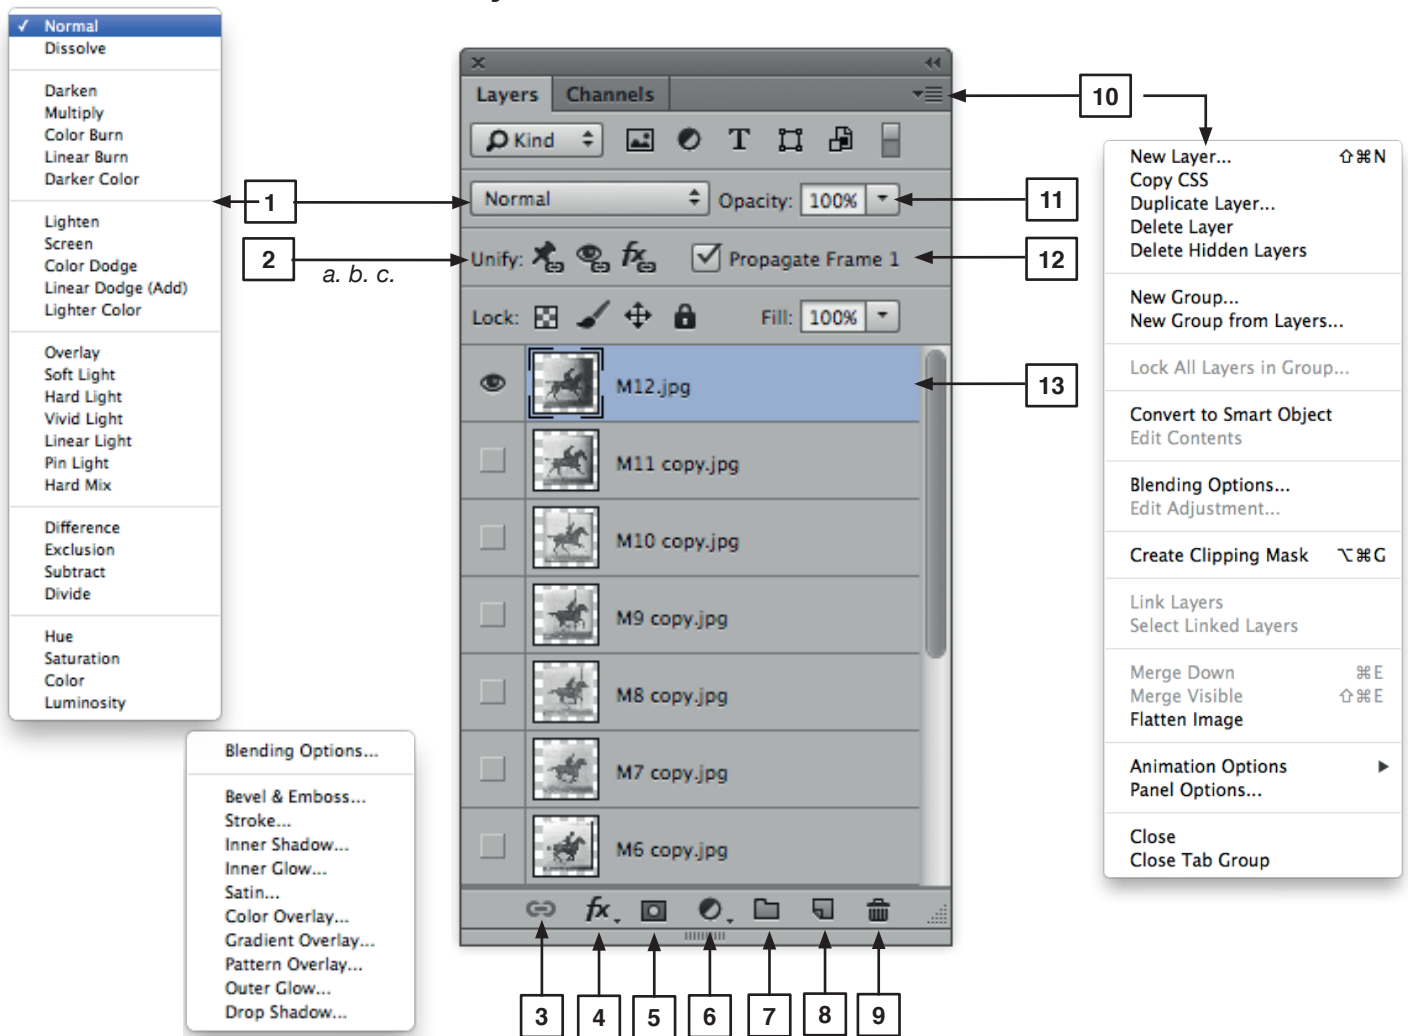 ✓ Normal
Dissolve
Darken
Multiply
Color Burn
Linear Burn
Darker Color
Lighten
Screen
Color Dodge
Linear Dodge (Add)
Lighter Color
Overlay
Soft Light
Hard Light
Vivid Light
Linear Light
Pin Light
Hard Mix
Difference
Exclusion
Subtract
Divide
Hue
Saturation
Color
Luminosity
1
2
a. b. c.
Blending Options...
Bevel & Emboss...
Stroke...
Inner Shadow...
Inner Glow...
Satin...
Color Overlay...
Gradient Overlay...
Pattern Overlay...
Outer Glow...
Drop Shadow...
Layers Channels
Kind T
Normal Opacity: 100%
Unify: fx Propagate Frame 1
Lock: Fill: 100%
M12.jpg
M11 copy.jpg
M10 copy.jpg
M9 copy.jpg
M8 copy.jpg
M7 copy.jpg
M6 copy.jpg
fx
3 4 5 6 7 8 9
10
11
12
13
New Layer... ⇧⌘N
Copy CSS
Duplicate Layer...
Delete Layer
Delete Hidden Layers
New Group...
New Group from Layers...
Lock All Layers in Group...
Convert to Smart Object
Edit Contents
Blending Options...
Edit Adjustment...
Create Clipping Mask ⌥⌘G
Link Layers
Select Linked Layers
Merge Down ⌘E
Merge Visible ⇧⌘E
Flatten Image
Animation Options ▶
Panel Options...
Close
Close Tab Group